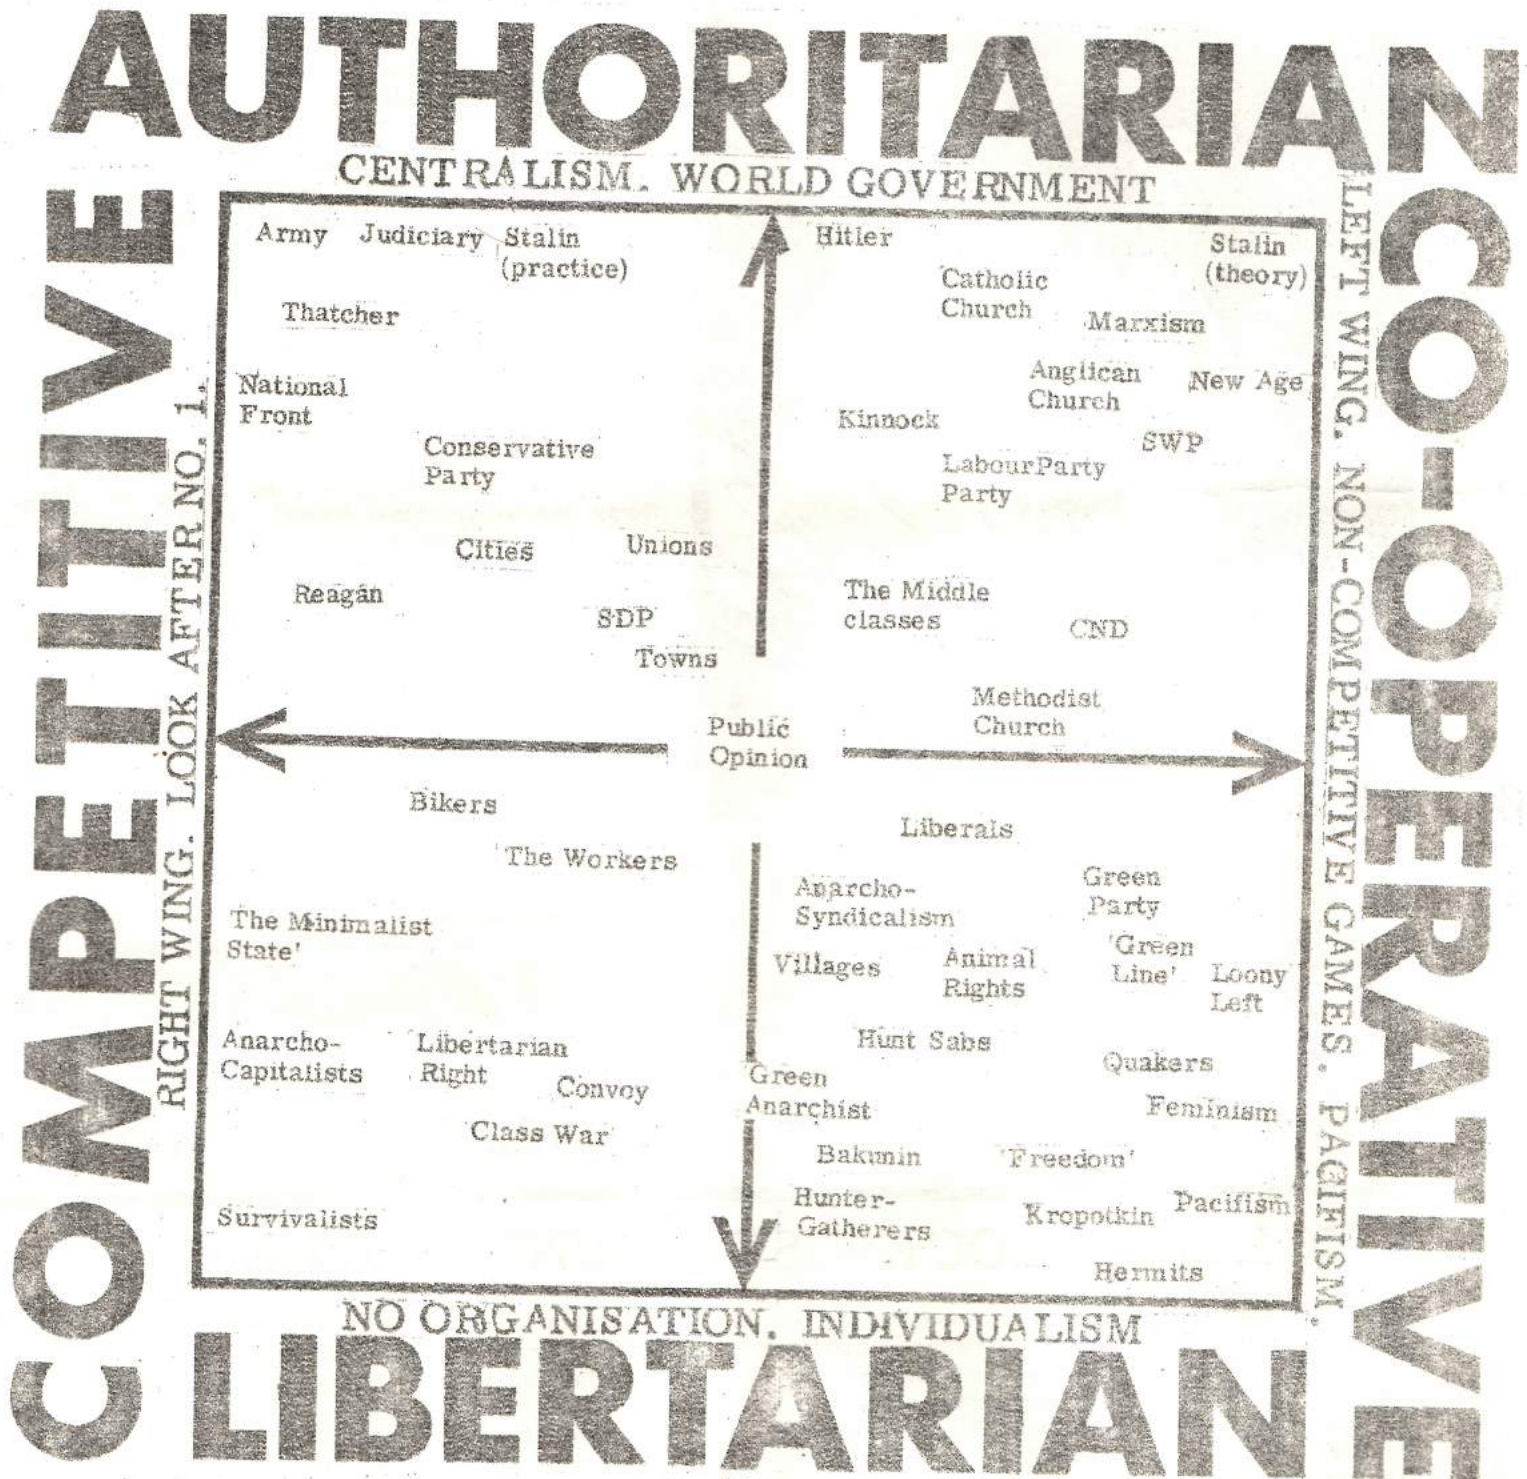 AUTHORITARIAN
CENTRALISM. WORLD GOVERNMENT
COMPETITIVE
RIGHT WING. LOOK AFTER NO. 1.
CO-OPERATIVE
LEFT WING. NON-COMPETITIVE GAMES. PACIFISM.
Army Judiciary Stalin
(practice)
Thatcher
National
Front
Conservative
Party
Cities
Unions
Reagan
SDP
Towns
Hitler
Stalin
(theory)
Catholic
Church
Marxism
Anglican
Church
New Age
Kinnock
SWP
LabourParty
Party
The Middle
classes
CND
Methodist
Church
Public
Opinion
Bikers
The Workers
The Minimalist
State'
Anarcho-
Capitalists
Libertarian
Right
Convoy
Class War
Survivalists
Liberals
Anarcho-
Syndicalism
Green
Party
Villages
Animal
Rights
'Green
Line'
Loony
Left
Hunt Sabs
Quakers
Green
Anarchist
Feminism
Bakunin
'Freedom'
Hunter-
Gatherers
Kropotkin
Pacifism
Hermits
NO ORGANISATION. INDIVIDUALISM
LIBERTARIAN